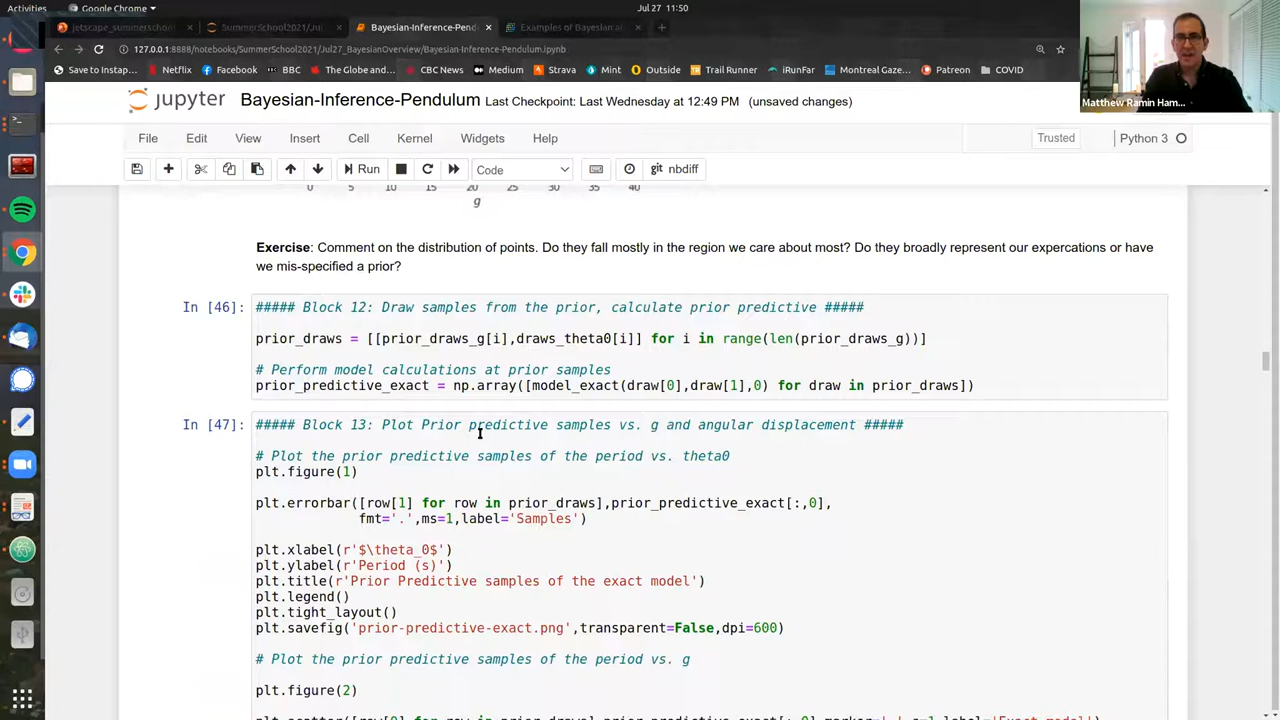 Activities
Google Chrome
Jul 27 11:50
jetscape_summerschool
SummerSchool2021/Jul
Bayesian-Inference-Pendulum
Examples of Bayesian a
127.0.0.1:8888/notebooks/SummerSchool2021/Jul27_BayesianOverview/Bayesian-Inference-Pendulum.ipynb
Save to Instap... Netflix Facebook BBC The Globe and... CBC News Medium Strava Mint Outside Trail Runner iRunFar Montreal Gaze... Patreon COVID
Matthew Ramin Ham...
jupyter Bayesian-Inference-Pendulum Last Checkpoint: Last Wednesday at 12:49 PM (unsaved changes)
File Edit View Insert Cell Kernel Widgets Help
Trusted Python 3
Run Code git nbdiff
0 5 10 15 20 25 30 35 40
g
Exercise: Comment on the distribution of points. Do they fall mostly in the region we care about most? Do they broadly represent our expercations or have
we mis-specified a prior?
In [46]: ##### Block 12: Draw samples from the prior, calculate prior predictive #####
prior_draws = [[prior_draws_g[i],draws_theta0[i]] for i in range(len(prior_draws_g))]
# Perform model calculations at prior samples
prior_predictive_exact = np.array([model_exact(draw[0],draw[1],0) for draw in prior_draws])
In [47]: ##### Block 13: Plot Prior predictive samples vs. g and angular displacement #####
# Plot the prior predictive samples of the period vs. theta0
plt.figure(1)
plt.errorbar([row[1] for row in prior_draws],prior_predictive_exact[:,0],
fmt='.',ms=1,label='Samples')
plt.xlabel(r'$\theta_0$')
plt.ylabel(r'Period (s)')
plt.title(r'Prior Predictive samples of the exact model')
plt.legend()
plt.tight_layout()
plt.savefig('prior-predictive-exact.png',transparent=False,dpi=600)
# Plot the prior predictive samples of the period vs. g
plt.figure(2)